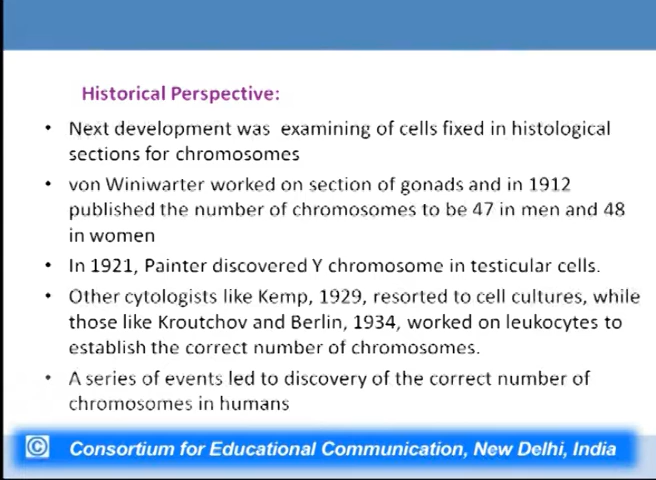 Historical Perspective:
• Next development was examining of cells fixed in histological
sections for chromosomes
• von Winiwarter worked on section of gonads and in 1912
published the number of chromosomes to be 47 in men and 48
in women
• In 1921, Painter discovered Y chromosome in testicular cells.
• Other cytologists like Kemp, 1929, resorted to cell cultures, while
those like Kroutchov and Berlin, 1934, worked on leukocytes to
establish the correct number of chromosomes.
• A series of events led to discovery of the correct number of
chromosomes in humans
© Consortium for Educational Communication, New Delhi, India